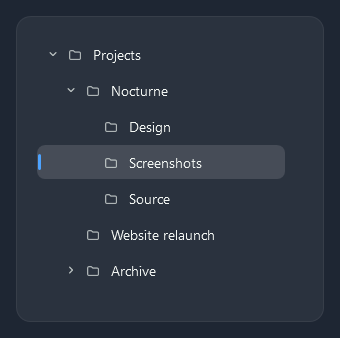 Projects
Nocturne
Design
Screenshots
Source
Website relaunch
Archive